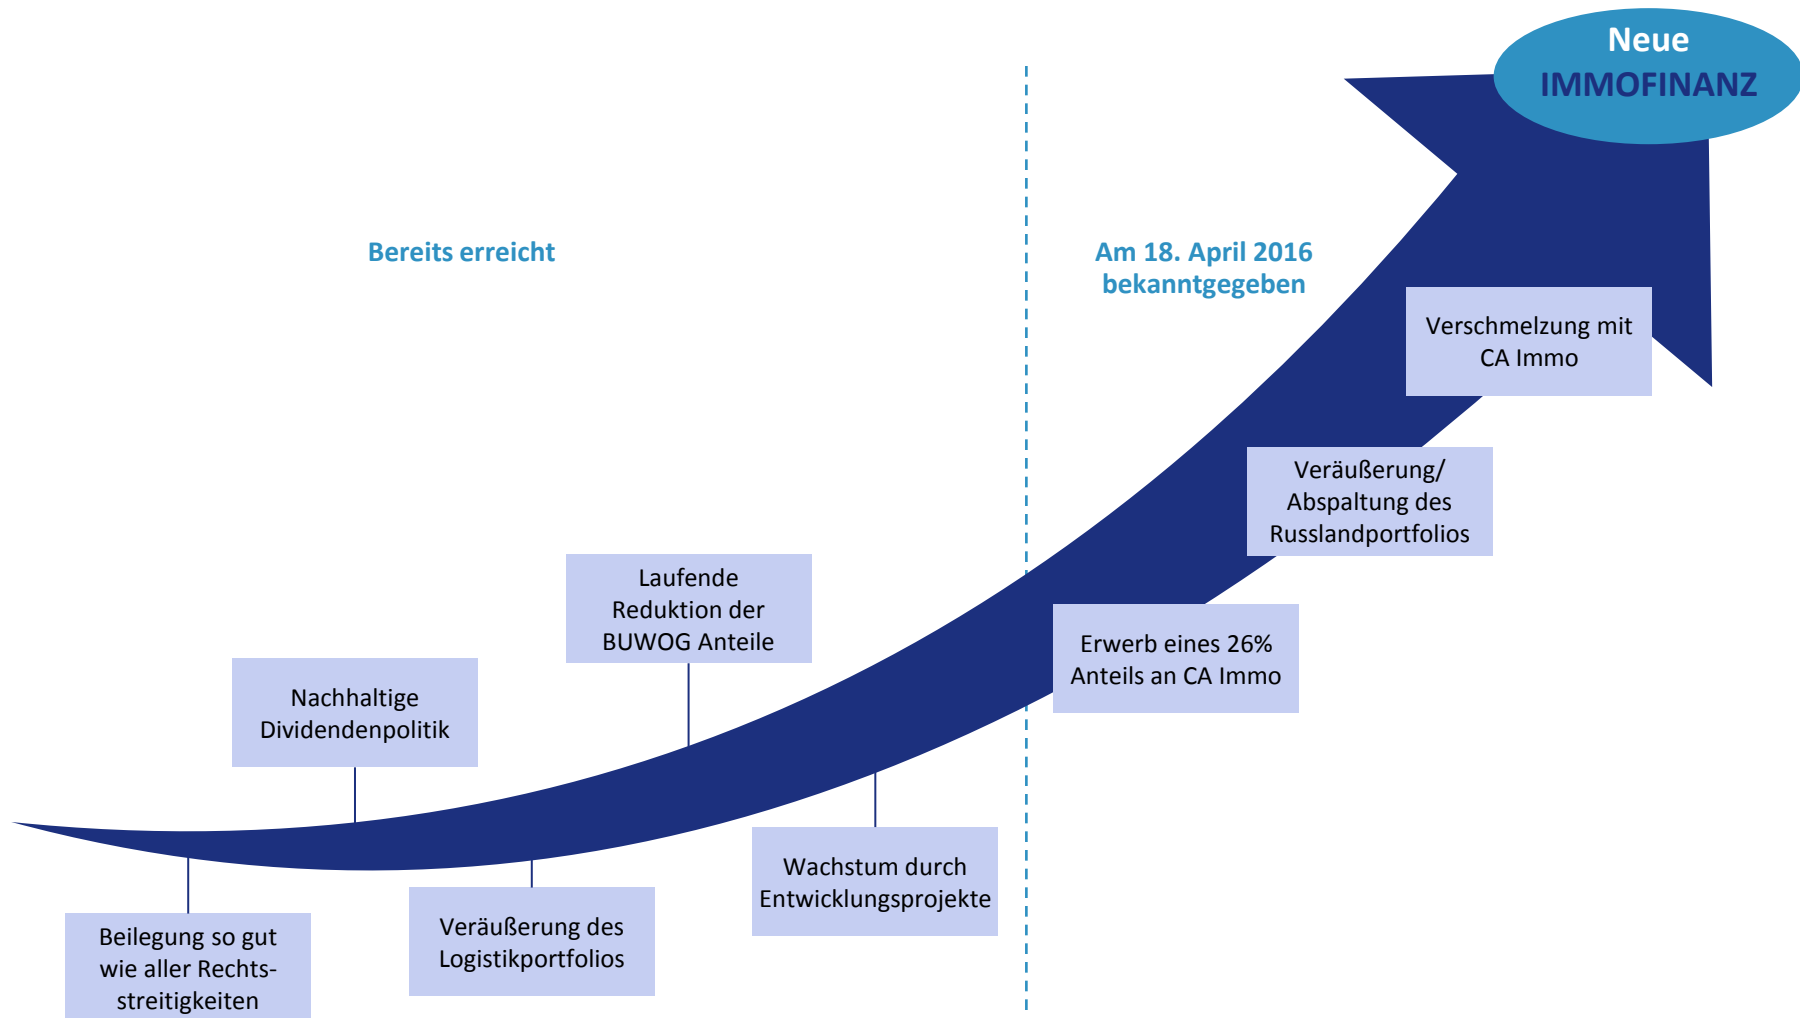 Neue
IMMOFINANZ
Bereits erreicht
Am 18. April 2016
bekanntgegeben
Verschmelzung mit
CA Immo
Veräußerung/
Abspaltung des
Russlandportfolios
Laufende
Reduktion der
BUWOG Anteile
Erwerb eines 26%
Anteils an CA Immo
Nachhaltige
Dividendenpolitik
Wachstum durch
Entwicklungsprojekte
Veräußerung des
Logistikportfolios
Beilegung so gut
wie aller Rechts-
streitigkeiten